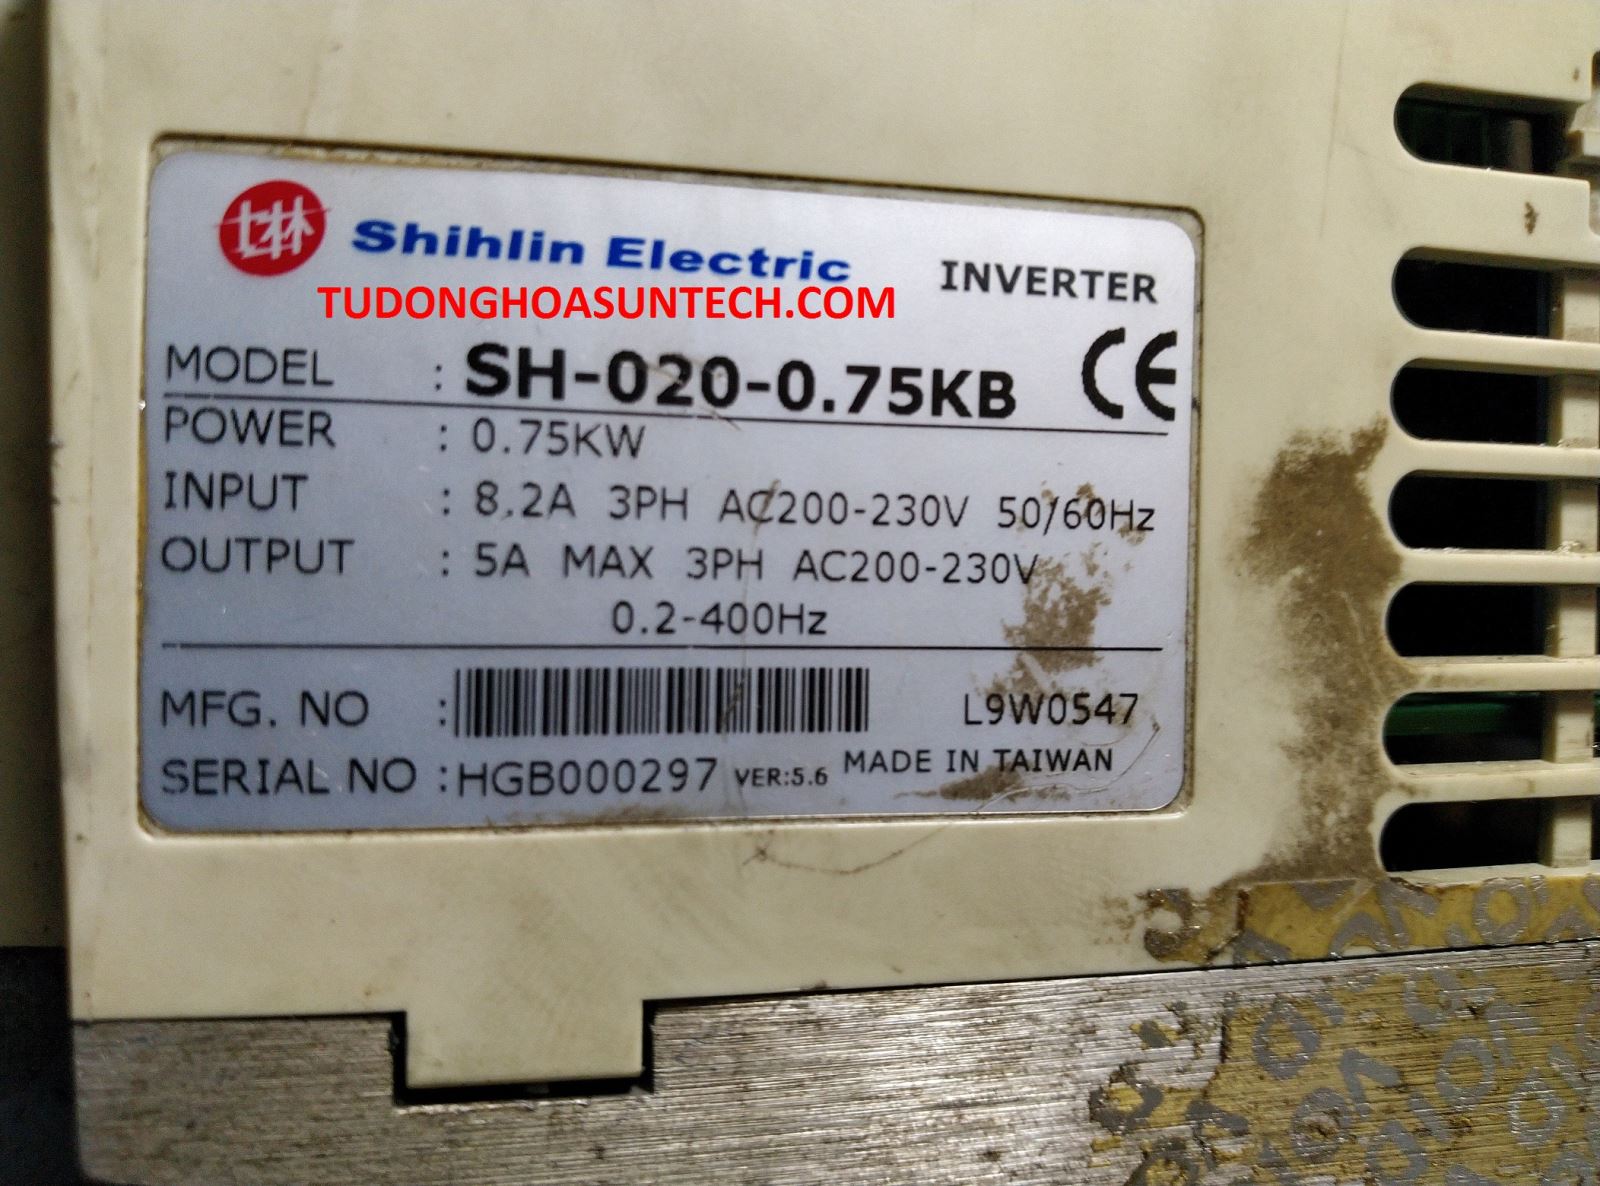 Shihlin Electric INVERTER
TUDONGHOASUNTECH.COM
MODEL : SH-020-0.75KB CE
POWER : 0.75KW
INPUT : 8.2A 3PH AC200-230V 50/60Hz
OUTPUT : 5A MAX 3PH AC200-230V
0.2-400Hz
MFG. NO : L9W0547
SERIAL NO : HGB000297 VER:5.6 MADE IN TAIWAN